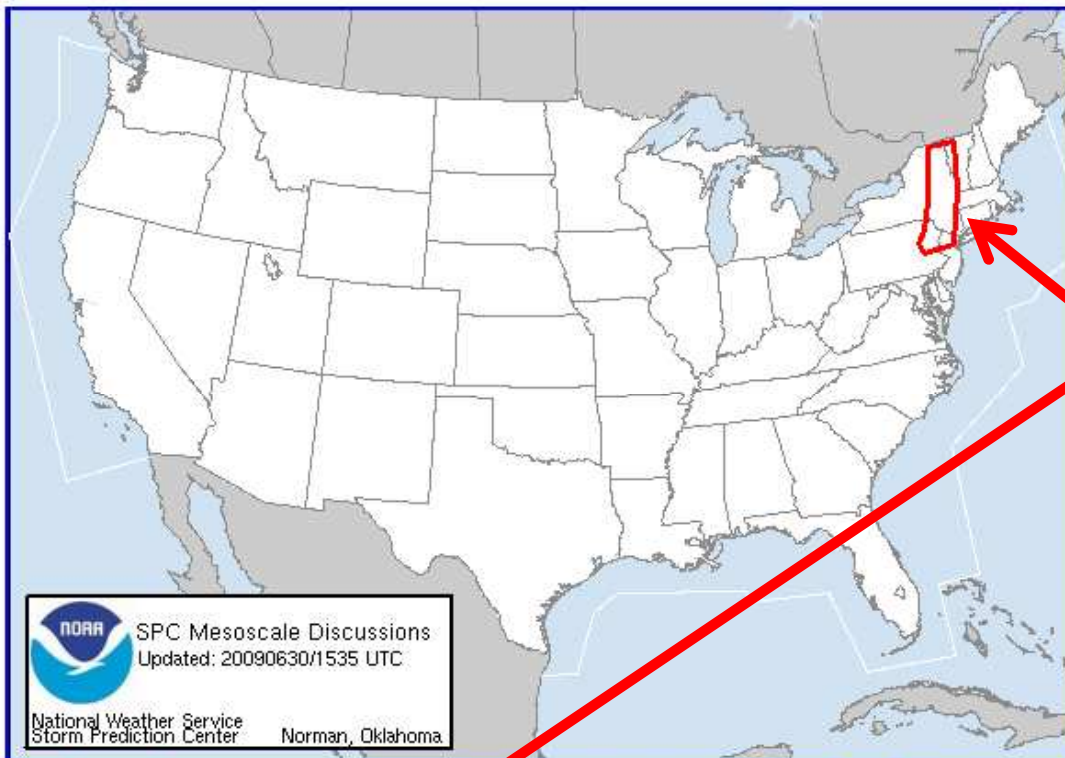 NOAA
SPC Mesoscale Discussions
Updated: 20090630/1535 UTC
National Weather Service
Storm Prediction Center Norman, Oklahoma